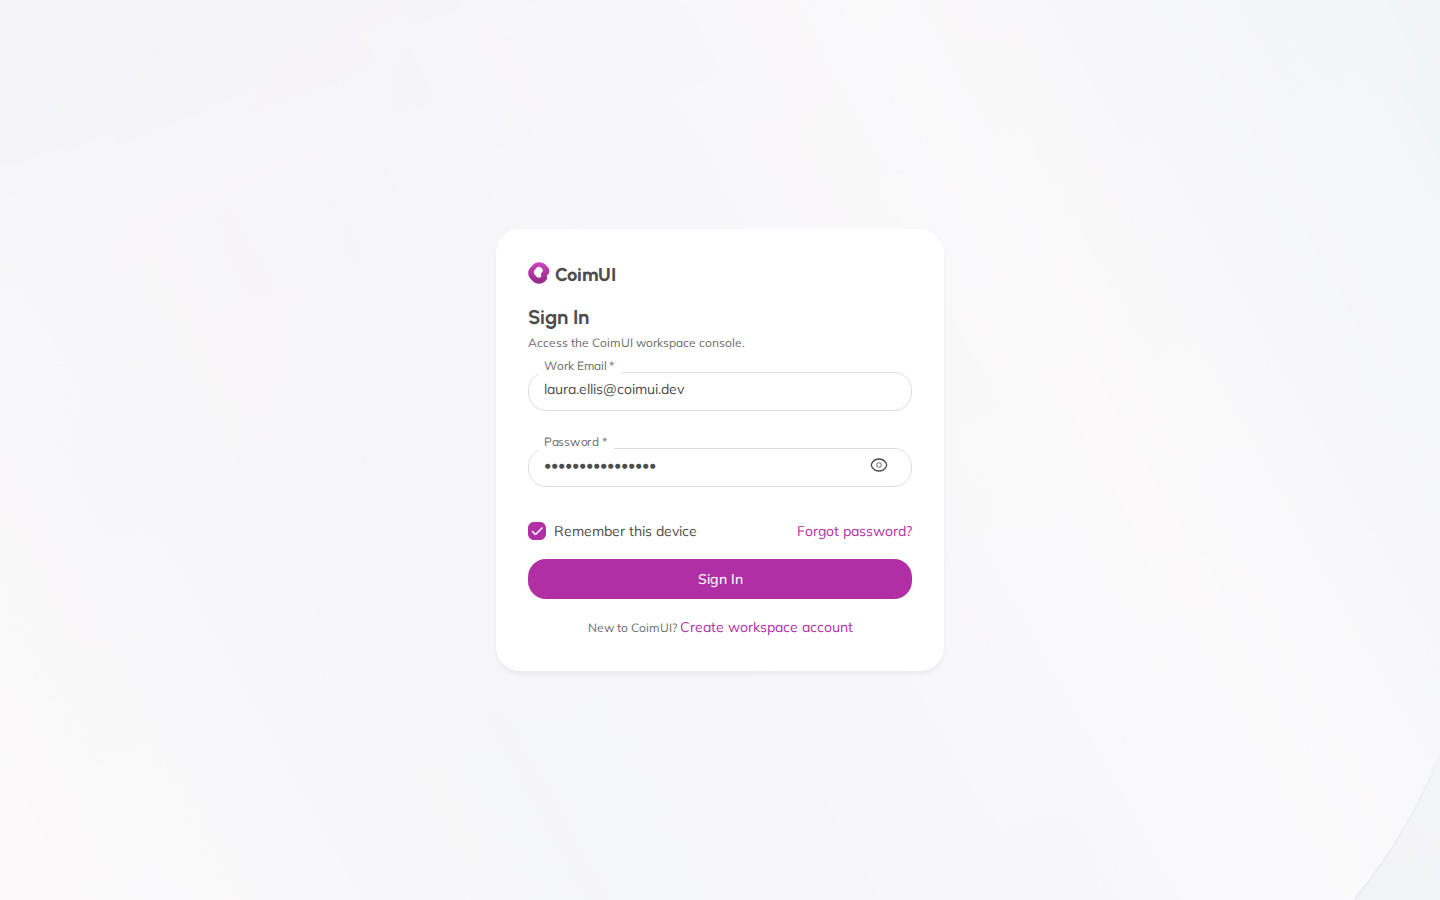 CoimUI
Sign In
Access the CoimUI workspace console.
Work Email *
laura.ellis@coimui.dev
Password *
••••••••••••••••
Remember this device
Forgot password?
Sign In
New to CoimUI? Create workspace account